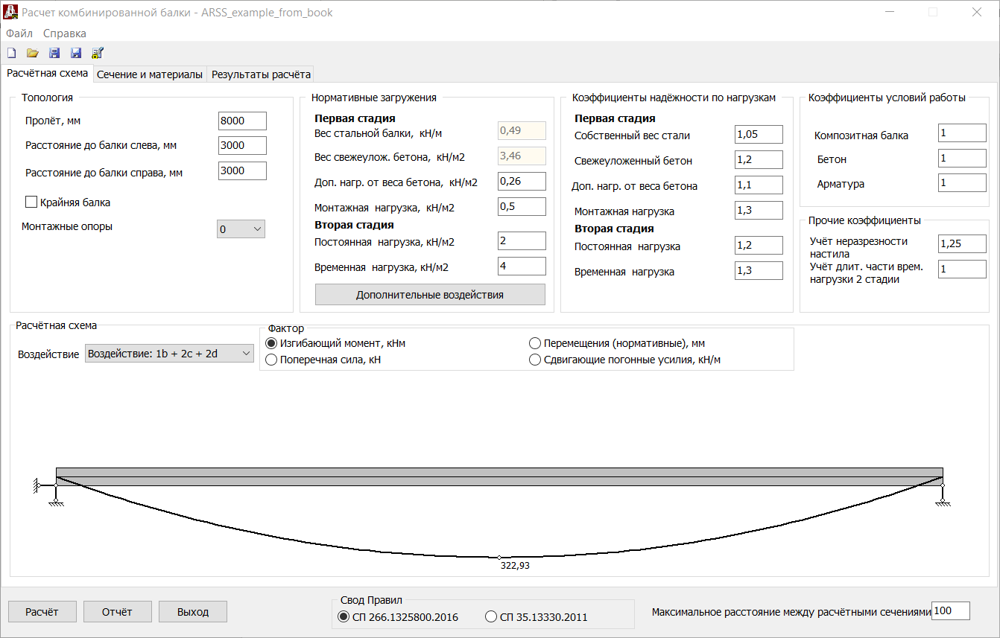 Расчет комбинированной балки - ARSS_example_from_book
Файл Справка
Расчётная схема Сечение и материалы Результаты расчёта
Топология
Пролёт, мм 8000
Расстояние до балки слева, мм 3000
Расстояние до балки справа, мм 3000
Крайняя балка
Монтажные опоры 0
Нормативные загружения
Первая стадия
Вес стальной балки, кН/м 0,49
Вес свежеулож. бетона, кН/м2 3,46
Доп. нагр. от веса бетона, кН/м2 0,26
Монтажная нагрузка, кН/м2 0,5
Вторая стадия
Постоянная нагрузка, кН/м2 2
Временная нагрузка, кН/м2 4
Дополнительные воздействия
Коэффициенты надёжности по нагрузкам
Первая стадия
Собственный вес стали 1,05
Свежеуложенный бетон 1,2
Доп. нагр. от веса бетона 1,1
Монтажная нагрузка 1,3
Вторая стадия
Постоянная нагрузка 1,2
Временная нагрузка 1,3
Коэффициенты условий работы
Композитная балка 1
Бетон 1
Арматура 1
Прочие коэффициенты
Учёт неразрезности
настила 1,25
Учёт длит. части врем.
нагрузки 2 стадии 1
Расчётная схема
Воздействие Воздействие: 1b + 2c + 2d
Фактор
Изгибающий момент, кНм Перемещения (нормативные), мм
Поперечная сила, кН Сдвигающие погонные усилия, кН/м
322,93
Расчёт Отчёт Выход
Свод Правил
СП 266.1325800.2016 СП 35.13330.2011
Максимальное расстояние между расчётными сечениями 100